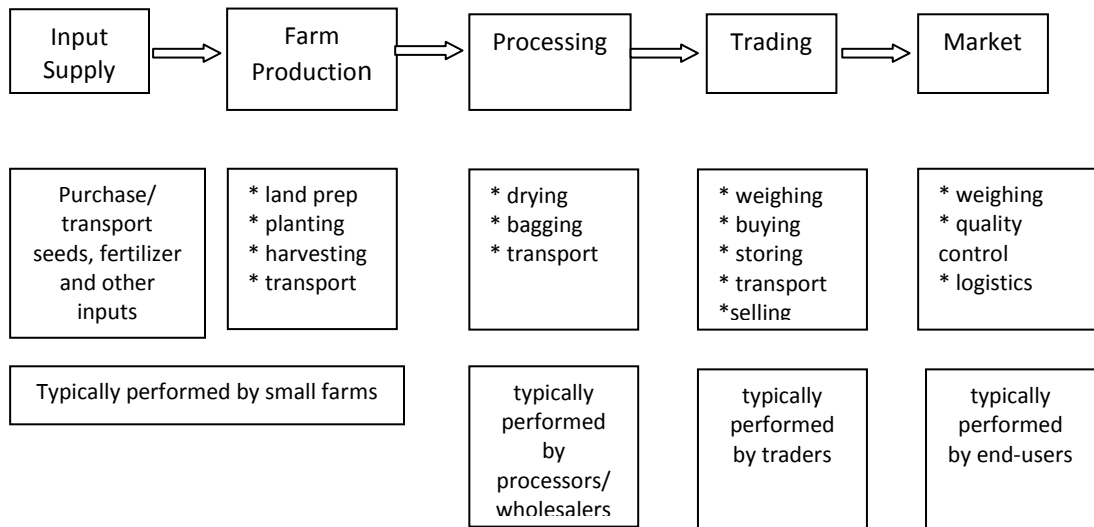 Input
Supply
Farm
Production
Processing
Trading
Market
Purchase/
transport
seeds, fertilizer
and other
inputs
* land prep
* planting
* harvesting
* transport
* drying
* bagging
* transport
* weighing
* buying
* storing
* transport
*selling
* weighing
* quality
control
* logistics
Typically performed by small farms
typically
performed
by
processors/
wholesalers
typically
performed
by traders
typically
performed
by end-users